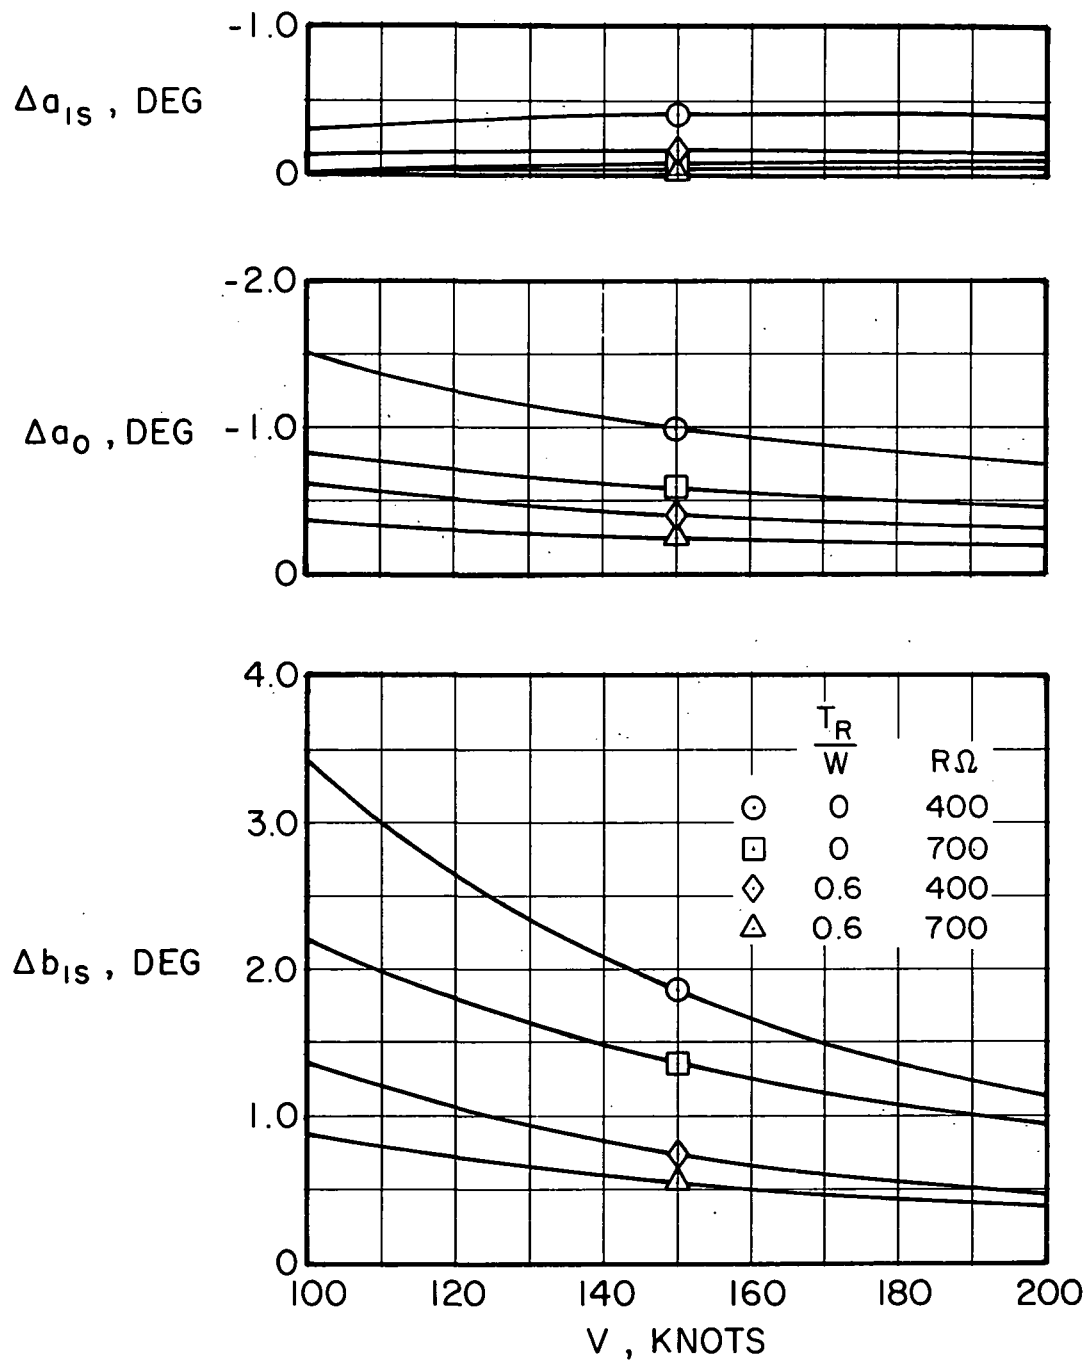 -1.0
Δa₁ₛ , DEG
0
-2.0
Δa₀ , DEG
-1.0
0
4.0
T_R/W RΩ
0 400
3.0
0 700
0.6 400
0.6 700
Δb₁ₛ , DEG
2.0
1.0
0
100 120 140 160 180 200
V , KNOTS